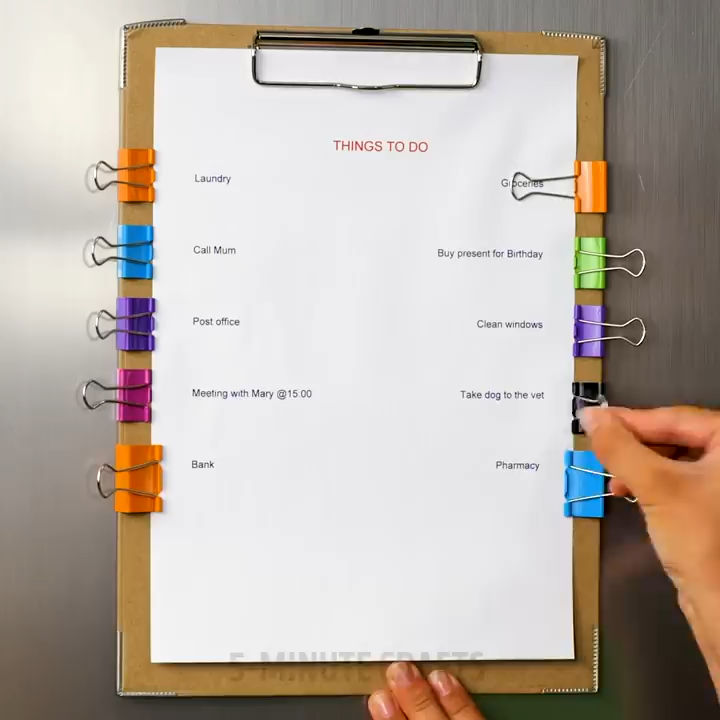 THINGS TO DO
Laundry
Groceries
Call Mum
Buy present for Birthday
Post office
Clean windows
Meeting with Mary @15:00
Take dog to the vet
Bank
Pharmacy
5-MINUTE CRAFTS